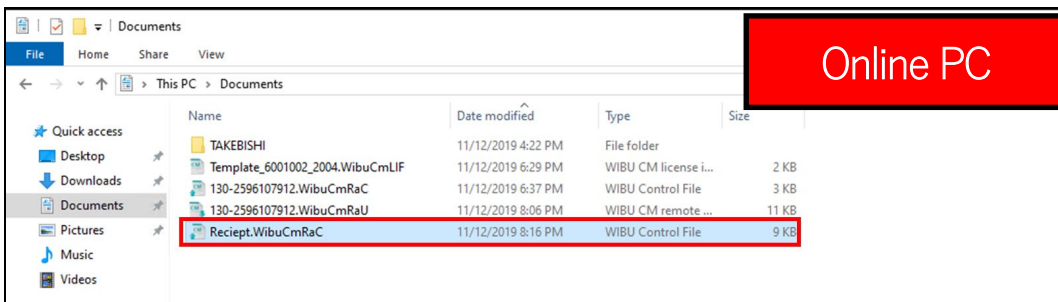 Documents
Online PC
File Home Share View
This PC > Documents
Name Date modified Type Size
Quick access
Desktop
Downloads
Documents
Pictures
Music
Videos
TAKEBISHI 11/12/2019 4:22 PM File folder
Template_6001002_2004.WibuCmLIF 11/12/2019 6:29 PM WIBU CM license i... 2 KB
130-2596107912.WibuCmRaC 11/12/2019 6:37 PM WIBU Control File 3 KB
130-2596107912.WibuCmRaU 11/12/2019 8:06 PM WIBU CM remote ... 11 KB
Reciept.WibuCmRaC 11/12/2019 8:16 PM WIBU Control File 9 KB